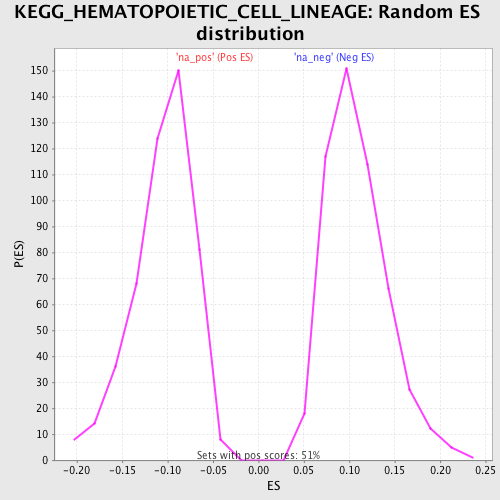 KEGG_HEMATOPOIETIC_CELL_LINEAGE: Random ES
distribution
'na_pos' (Pos ES) 'na_neg' (Neg ES)
P(ES)
150
140
130
120
110
100
90
80
70
60
50
40
30
20
10
0
Sets with pos scores: 51%
-0.20 -0.15 -0.10 -0.05 0.00 0.05 0.10 0.15 0.20 0.25
ES